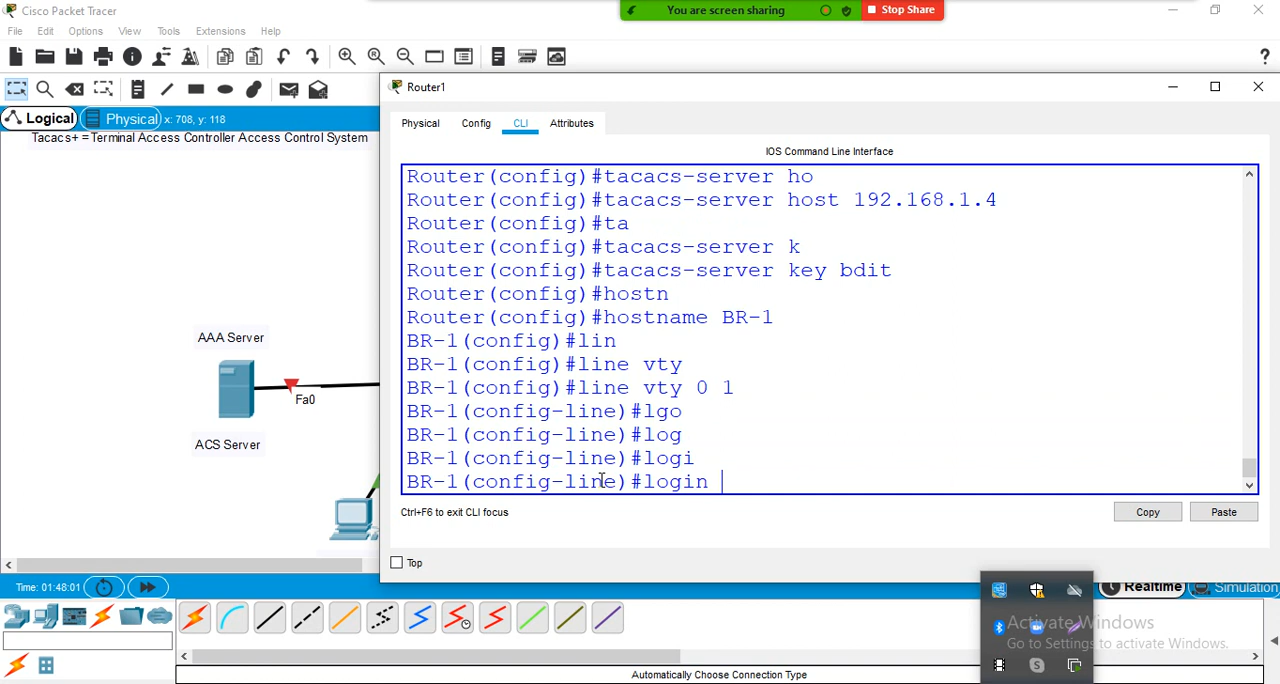 Cisco Packet Tracer
You are screen sharing
Stop Share
File Edit Options View Tools Extensions Help
?
Logical Physical x: 708, y: 118
Tacacs+ =Terminal Access Controller Access Control System
AAA Server
Fa0
ACS Server
Router1
Physical Config CLI Attributes
IOS Command Line Interface
Router(config)#tacacs-server ho
Router(config)#tacacs-server host 192.168.1.4
Router(config)#ta
Router(config)#tacacs-server k
Router(config)#tacacs-server key bdit
Router(config)#hostn
Router(config)#hostname BR-1
BR-1(config)#lin
BR-1(config)#line vty
BR-1(config)#line vty 0 1
BR-1(config-line)#lgo
BR-1(config-line)#log
BR-1(config-line)#logi
BR-1(config-line)#login
Ctrl+F6 to exit CLI focus
Copy Paste
Top
Time: 01:48:01
Realtime Simulation
Activate Windows
Go to Settings to activate Windows.
Automatically Choose Connection Type